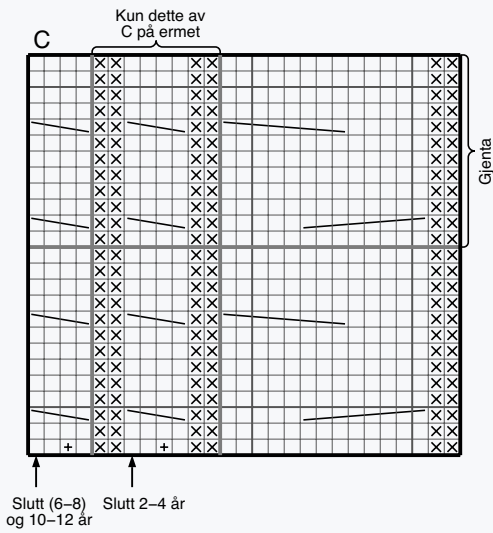 Kun dette av
C på ermet
C
Gjenta
Slutt (6–8)
og 10–12 år
Slutt 2–4 år